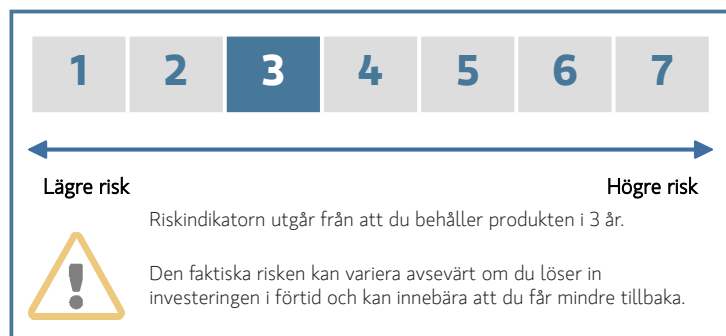 1 2 3 4 5 6 7
Lägre risk Högre risk
Riskindikatorn utgår från att du behåller produkten i 3 år.
Den faktiska risken kan variera avsevärt om du löser in
investeringen i förtid och kan innebära att du får mindre tillbaka.